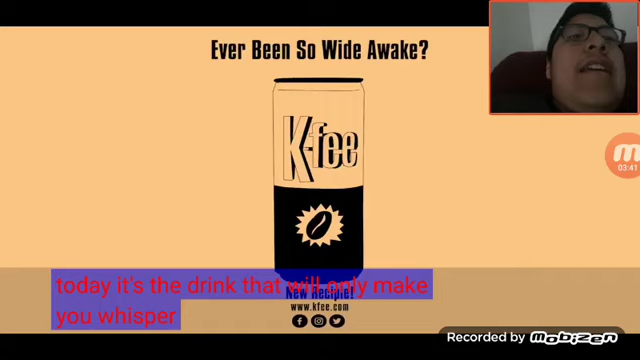 Ever Been So Wide Awake?
K-fee
today it's the drink that will only make
you whisper
New Recipie!
www.kfee.com
03:41
Recorded by mobizen